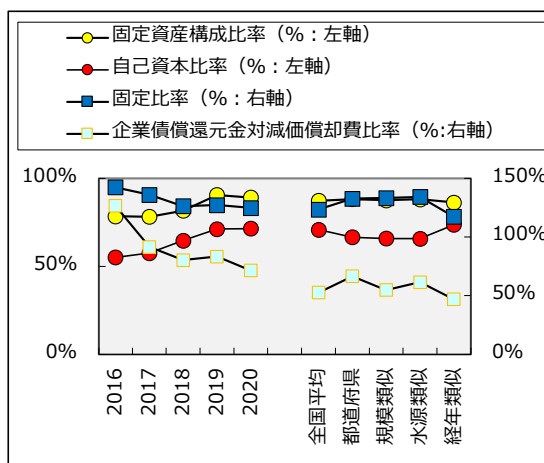 固定資産構成比率（%：左軸）
自己資本比率（%：左軸）
固定比率（%：右軸）
企業債償還元金対減価償却費比率（%:右軸）
100%
50%
0%
150%
100%
50%
0%
2016
2017
2018
2019
2020
全国平均
都道府県
規模類似
水源類似
経年類似